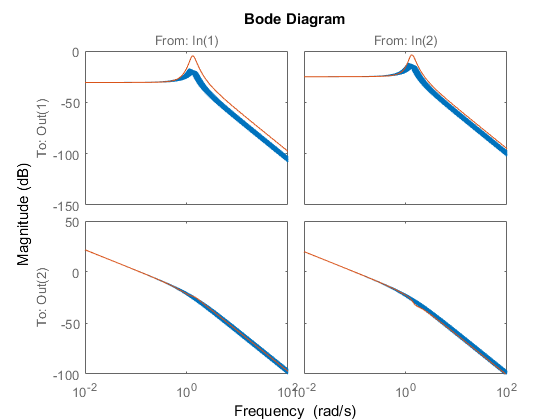 Bode Diagram
From: In(1) From: In(2)
To: Out(1)
0
-50
-100
-150
To: Out(2)
50
0
-50
-100
Magnitude (dB)
10^-2 10^0 10^2 10^-2 10^0 10^2
Frequency (rad/s)